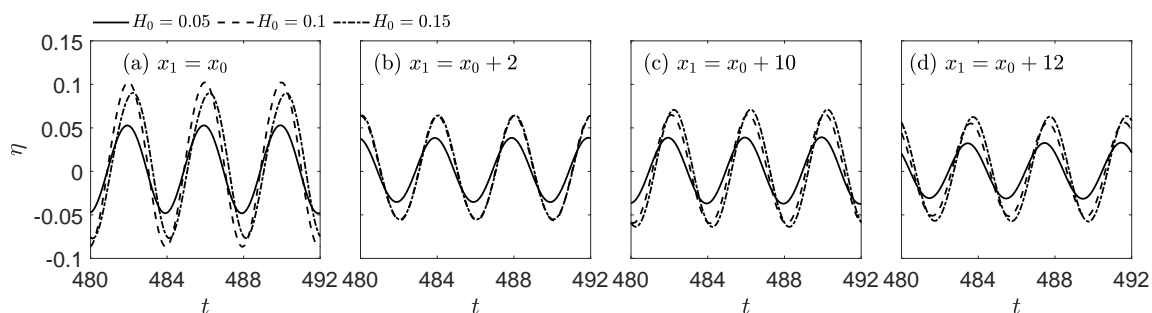 H₀ = 0.05 H₀ = 0.1 H₀ = 0.15
0.15
0.1
0.05
0
-0.05
-0.1
η
(a) x₁ = x₀
(b) x₁ = x₀ + 2
(c) x₁ = x₀ + 10
(d) x₁ = x₀ + 12
480 484 488 492
480 484 488 492
480 484 488 492
480 484 488 492
t t t t